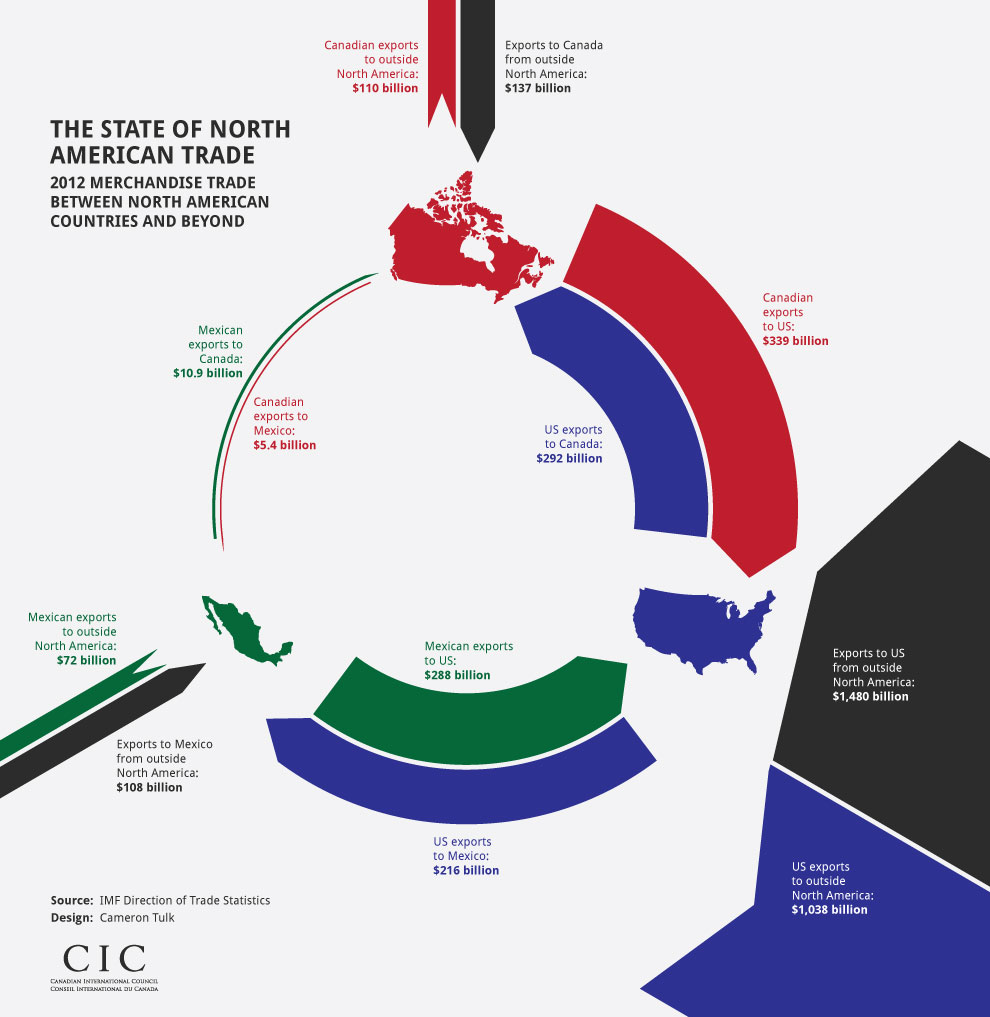 Canadian exports
to outside
North America:
$110 billion
Exports to Canada
from outside
North America:
$137 billion
THE STATE OF NORTH
AMERICAN TRADE
2012 MERCHANDISE TRADE
BETWEEN NORTH AMERICAN
COUNTRIES AND BEYOND
Canadian
exports
to US:
$339 billion
Mexican
exports to
Canada:
$10.9 billion
Canadian
exports to
Mexico:
$5.4 billion
US exports
to Canada:
$292 billion
Mexican exports
to outside
North America:
$72 billion
Mexican exports
to US:
$288 billion
Exports to US
from outside
North America:
$1,480 billion
Exports to Mexico
from outside
North America:
$108 billion
US exports
to Mexico:
$216 billion
US exports
to outside
North America:
$1,038 billion
Source: IMF Direction of Trade Statistics
Design: Cameron Tulk
CIC
CANADIAN INTERNATIONAL COUNCIL
CONSEIL INTERNATIONAL DU CANADA